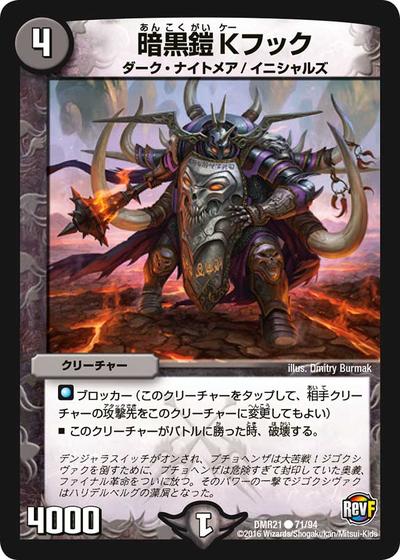 4
あんこくがい ケー
暗黒鎧 Kフック
ダーク・ナイトメア / イニシャルズ
クリーチャー
illus. Dmitry Burmak
ブロッカー (このクリーチャーをタップして、相手クリー
チャーの攻撃先をこのクリーチャーに変更してもよい)
■ このクリーチャーがバトルに勝った時、破壊する。
デンジャラスイッチがオンされ、ブチョヘンザは大苦戦！ジゴクシ
ヴァクを倒すために、ブチョヘンザは危険すぎて封印していた奥義、
ファイナル革命をついに放つ。そのパワーの一撃でジゴクシヴァク
はハリデルベルグの藻屑となった。
4000
1
RevF
DMR21 ● 71/94
©2016 Wizards/Shogakukan/Mitsui-Kids